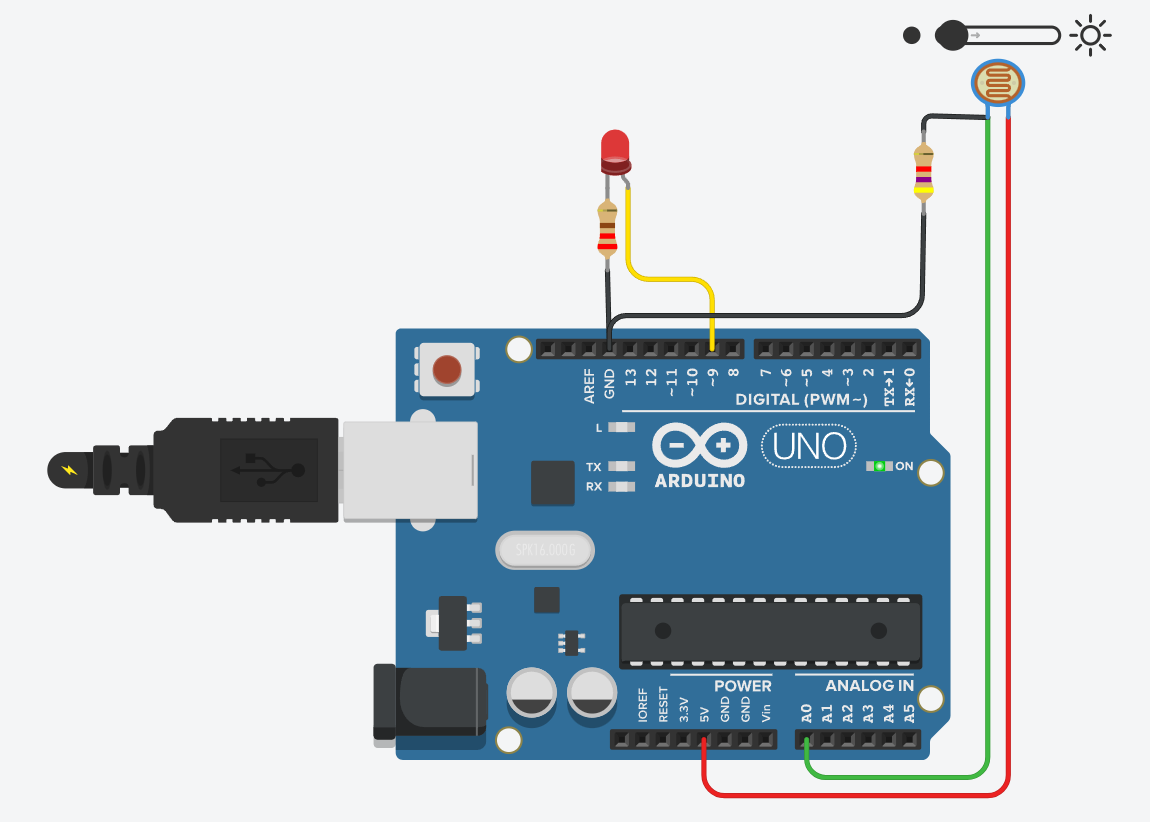 AREF
GND
13
12
~11
~10
~9
8
7
~6
~5
4
~3
2
TX→1
RX←0
DIGITAL (PWM~)
L
TX
RX
UNO
ARDUINO
ON
SPK16.000G
POWER
ANALOG IN
IOREF
RESET
3.3V
5V
GND
GND
Vin
A0
A1
A2
A3
A4
A5